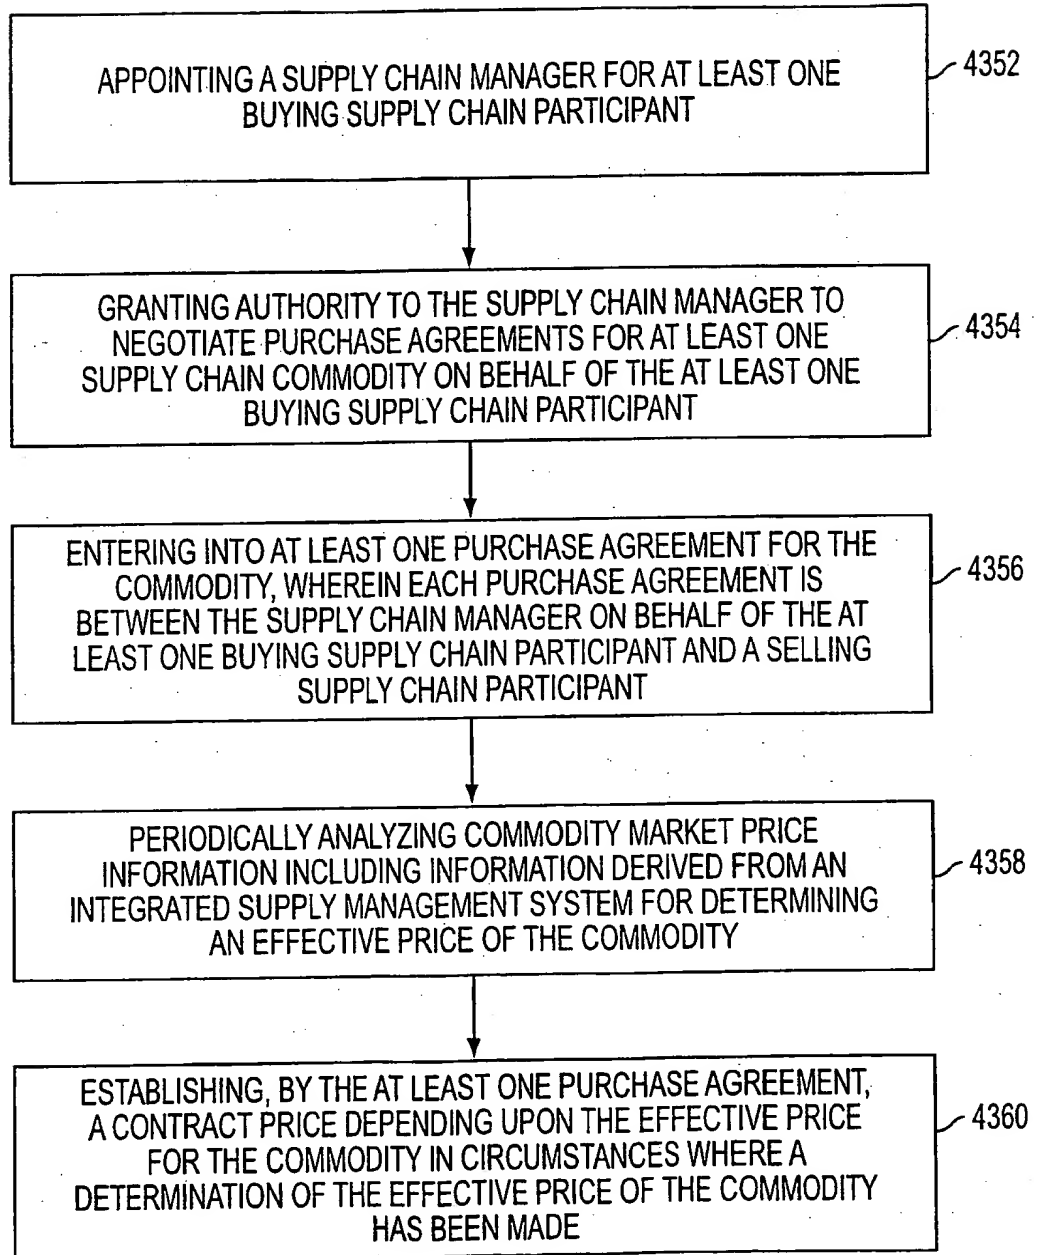 APPOINTING A SUPPLY CHAIN MANAGER FOR AT LEAST ONE
BUYING SUPPLY CHAIN PARTICIPANT
4352
GRANTING AUTHORITY TO THE SUPPLY CHAIN MANAGER TO
NEGOTIATE PURCHASE AGREEMENTS FOR AT LEAST ONE
SUPPLY CHAIN COMMODITY ON BEHALF OF THE AT LEAST ONE
BUYING SUPPLY CHAIN PARTICIPANT
4354
ENTERING INTO AT LEAST ONE PURCHASE AGREEMENT FOR THE
COMMODITY, WHEREIN EACH PURCHASE AGREEMENT IS
BETWEEN THE SUPPLY CHAIN MANAGER ON BEHALF OF THE AT
LEAST ONE BUYING SUPPLY CHAIN PARTICIPANT AND A SELLING
SUPPLY CHAIN PARTICIPANT
4356
PERIODICALLY ANALYZING COMMODITY MARKET PRICE
INFORMATION INCLUDING INFORMATION DERIVED FROM AN
INTEGRATED SUPPLY MANAGEMENT SYSTEM FOR DETERMINING
AN EFFECTIVE PRICE OF THE COMMODITY
4358
ESTABLISHING, BY THE AT LEAST ONE PURCHASE AGREEMENT,
A CONTRACT PRICE DEPENDING UPON THE EFFECTIVE PRICE
FOR THE COMMODITY IN CIRCUMSTANCES WHERE A
DETERMINATION OF THE EFFECTIVE PRICE OF THE COMMODITY
HAS BEEN MADE
4360